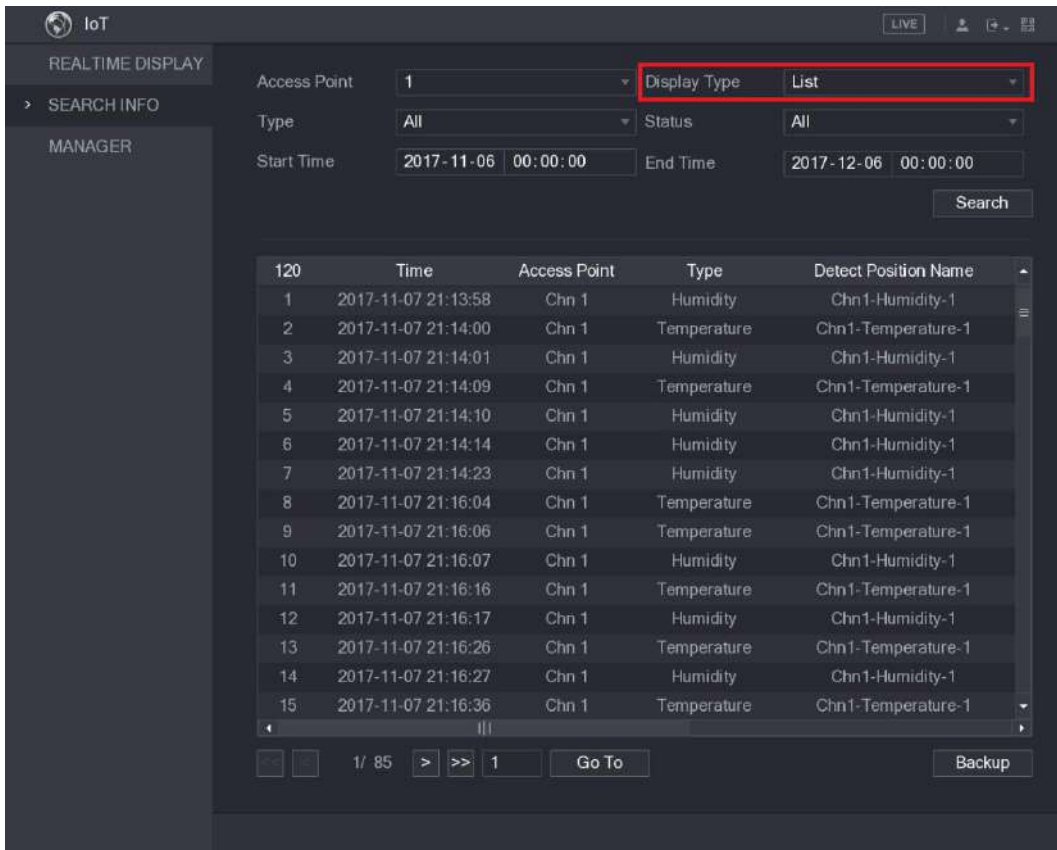 IoT LIVE
REALTIME DISPLAY
SEARCH INFO
MANAGER
Access Point 1 Display Type List
Type All Status All
Start Time 2017-11-06 00:00:00 End Time 2017-12-06 00:00:00
Search
120 Time Access Point Type Detect Position Name
1 2017-11-07 21:13:58 Chn 1 Humidity Chn1-Humidity-1
2 2017-11-07 21:14:00 Chn 1 Temperature Chn1-Temperature-1
3 2017-11-07 21:14:01 Chn 1 Humidity Chn1-Humidity-1
4 2017-11-07 21:14:09 Chn 1 Temperature Chn1-Temperature-1
5 2017-11-07 21:14:10 Chn 1 Humidity Chn1-Humidity-1
6 2017-11-07 21:14:14 Chn 1 Humidity Chn1-Humidity-1
7 2017-11-07 21:14:23 Chn 1 Humidity Chn1-Humidity-1
8 2017-11-07 21:16:04 Chn 1 Temperature Chn1-Temperature-1
9 2017-11-07 21:16:06 Chn 1 Temperature Chn1-Temperature-1
10 2017-11-07 21:16:07 Chn 1 Humidity Chn1-Humidity-1
11 2017-11-07 21:16:16 Chn 1 Temperature Chn1-Temperature-1
12 2017-11-07 21:16:17 Chn 1 Humidity Chn1-Humidity-1
13 2017-11-07 21:16:26 Chn 1 Temperature Chn1-Temperature-1
14 2017-11-07 21:16:27 Chn 1 Humidity Chn1-Humidity-1
15 2017-11-07 21:16:36 Chn 1 Temperature Chn1-Temperature-1
<< < 1/ 85 > >> 1 Go To Backup